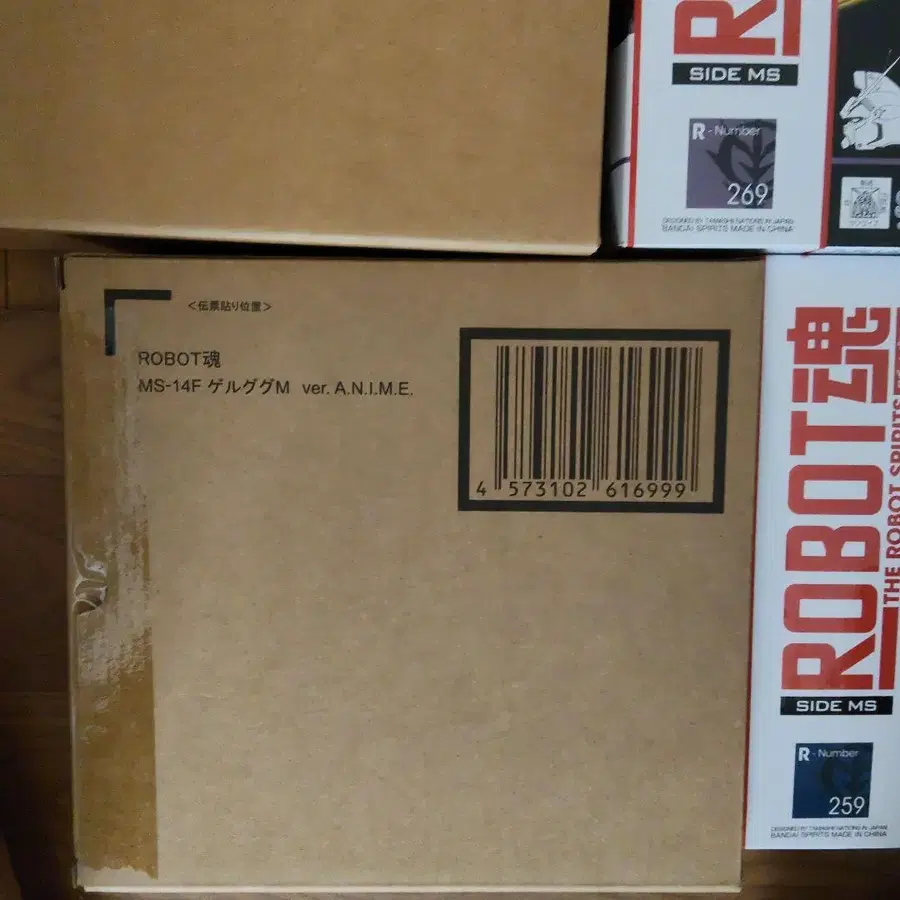 SIDE MS
R-Number
269
DESIGNED BY TAMASHII NATIONS IN JAPAN
BANDAI SPIRITS MADE IN CHINA
<伝票貼り位置>
ROBOT魂
MS-14F ゲルググM ver. A.N.I.M.E.
4 573102 616999
ROBOT魂
THE ROBOT SPIRITS
SIDE MS
R-Number
259
DESIGNED BY TAMASHII NATIONS IN JAPAN
BANDAI SPIRITS MADE IN CHINA